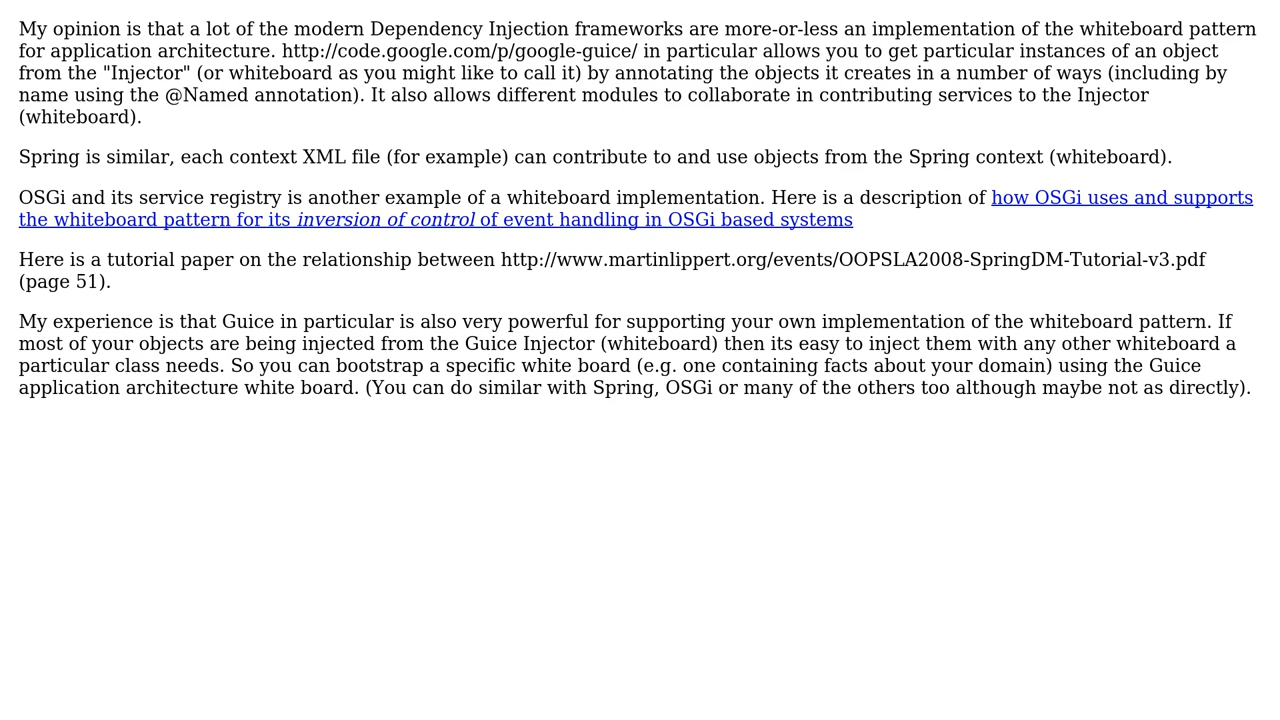 My opinion is that a lot of the modern Dependency Injection frameworks are more-or-less an implementation of the whiteboard pattern
for application architecture. http://code.google.com/p/google-guice/ in particular allows you to get particular instances of an object
from the "Injector" (or whiteboard as you might like to call it) by annotating the objects it creates in a number of ways (including by
name using the @Named annotation). It also allows different modules to collaborate in contributing services to the Injector
(whiteboard).
Spring is similar, each context XML file (for example) can contribute to and use objects from the Spring context (whiteboard).
OSGi and its service registry is another example of a whiteboard implementation. Here is a description of how OSGi uses and supports
the whiteboard pattern for its inversion of control of event handling in OSGi based systems
Here is a tutorial paper on the relationship between http://www.martinlippert.org/events/OOPSLA2008-SpringDM-Tutorial-v3.pdf
(page 51).
My experience is that Guice in particular is also very powerful for supporting your own implementation of the whiteboard pattern. If
most of your objects are being injected from the Guice Injector (whiteboard) then its easy to inject them with any other whiteboard a
particular class needs. So you can bootstrap a specific white board (e.g. one containing facts about your domain) using the Guice
application architecture white board. (You can do similar with Spring, OSGi or many of the others too although maybe not as directly).